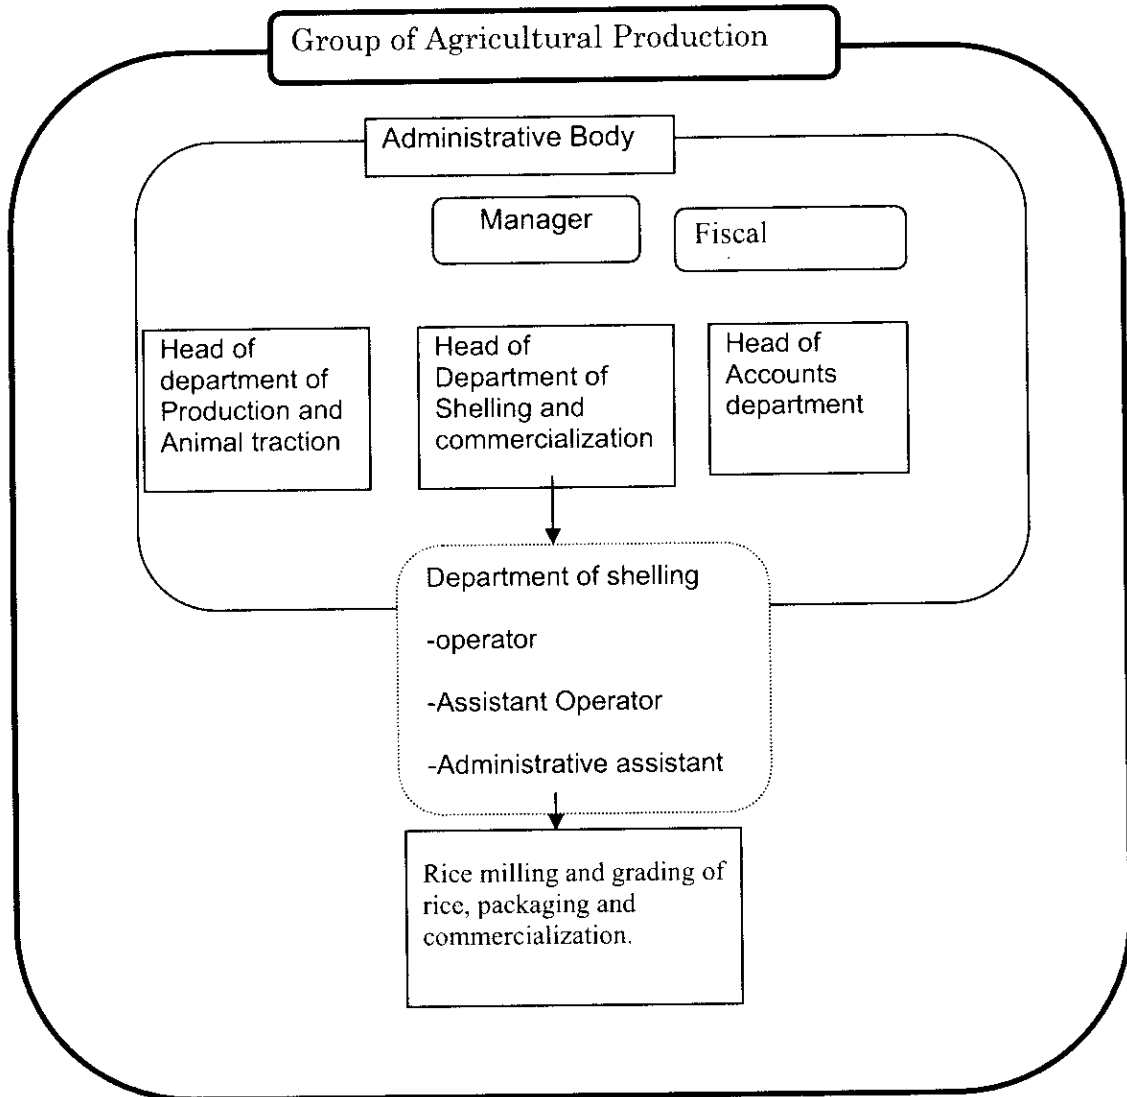 Group of Agricultural Production
Administrative Body
Manager
Fiscal
Head of
department of
Production and
Animal traction
Head of
Department of
Shelling and
commercialization
Head of
Accounts
department
Department of shelling
-operator
-Assistant Operator
-Administrative assistant
Rice milling and grading of
rice, packaging and
commercialization.